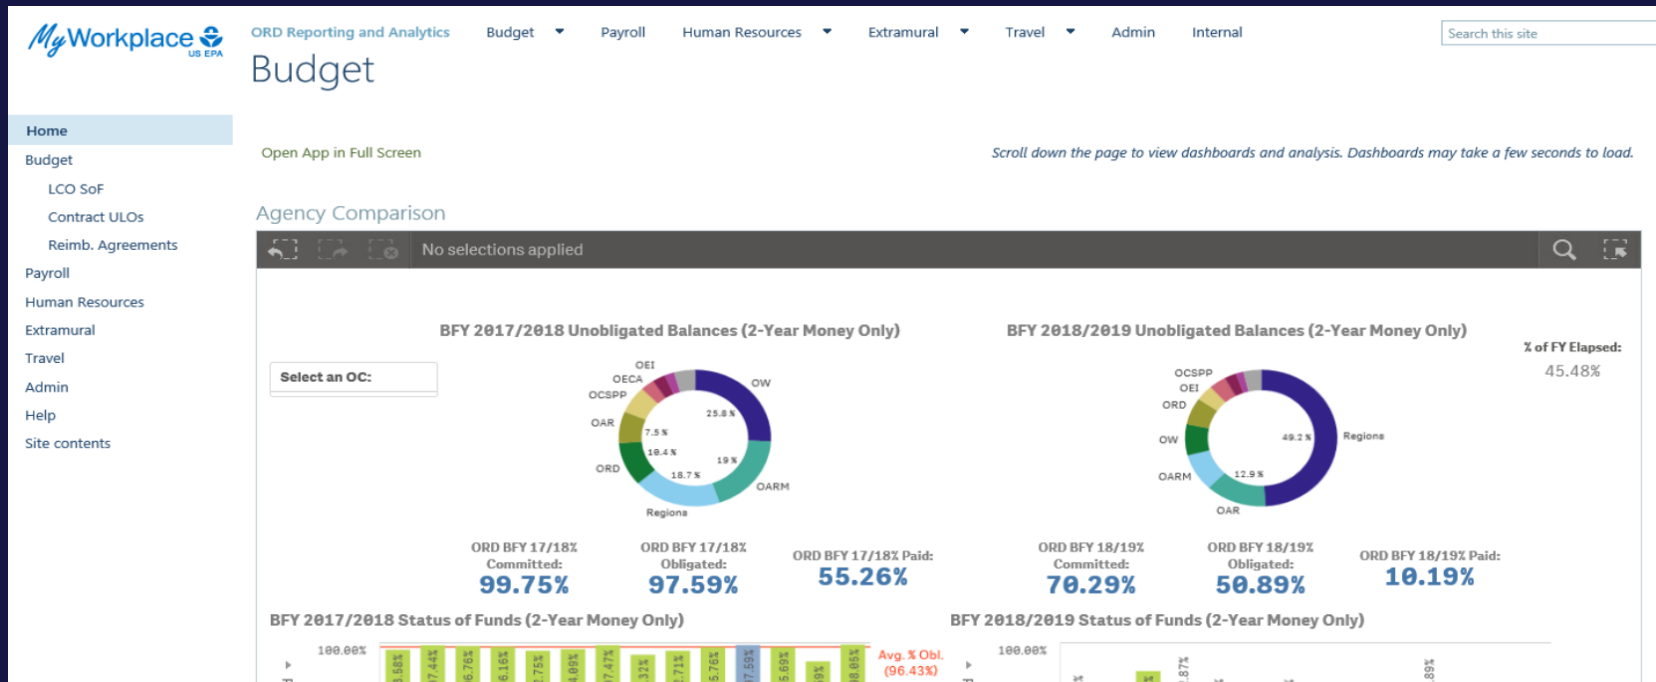 MyWorkplace
US EPA
ORD Reporting and Analytics
Budget
Payroll
Human Resources
Extramural
Travel
Admin
Internal
Search this site
Budget
Home
Budget
LCO SoF
Contract ULOs
Reimb. Agreements
Payroll
Human Resources
Extramural
Travel
Admin
Help
Site contents
Open App in Full Screen
Scroll down the page to view dashboards and analysis. Dashboards may take a few seconds to load.
Agency Comparison
No selections applied
Select an OC:
BFY 2017/2018 Unobligated Balances (2-Year Money Only)
OEI
OECA
OCSPP
OAR
ORD
Regions
OARM
OW
25.8%
19%
18.7%
10.4%
7.5%
BFY 2018/2019 Unobligated Balances (2-Year Money Only)
OCSPP
OEI
ORD
OW
OARM
OAR
Regions
49.2%
12.9%
% of FY Elapsed:
45.48%
ORD BFY 17/18%
Committed:
99.75%
ORD BFY 17/18%
Obligated:
97.59%
ORD BFY 17/18% Paid:
55.26%
ORD BFY 18/19%
Committed:
70.29%
ORD BFY 18/19%
Obligated:
50.89%
ORD BFY 18/19% Paid:
10.19%
BFY 2017/2018 Status of Funds (2-Year Money Only)
100.00%
Avg. % Obl.
(96.43%)
BFY 2018/2019 Status of Funds (2-Year Money Only)
100.00%